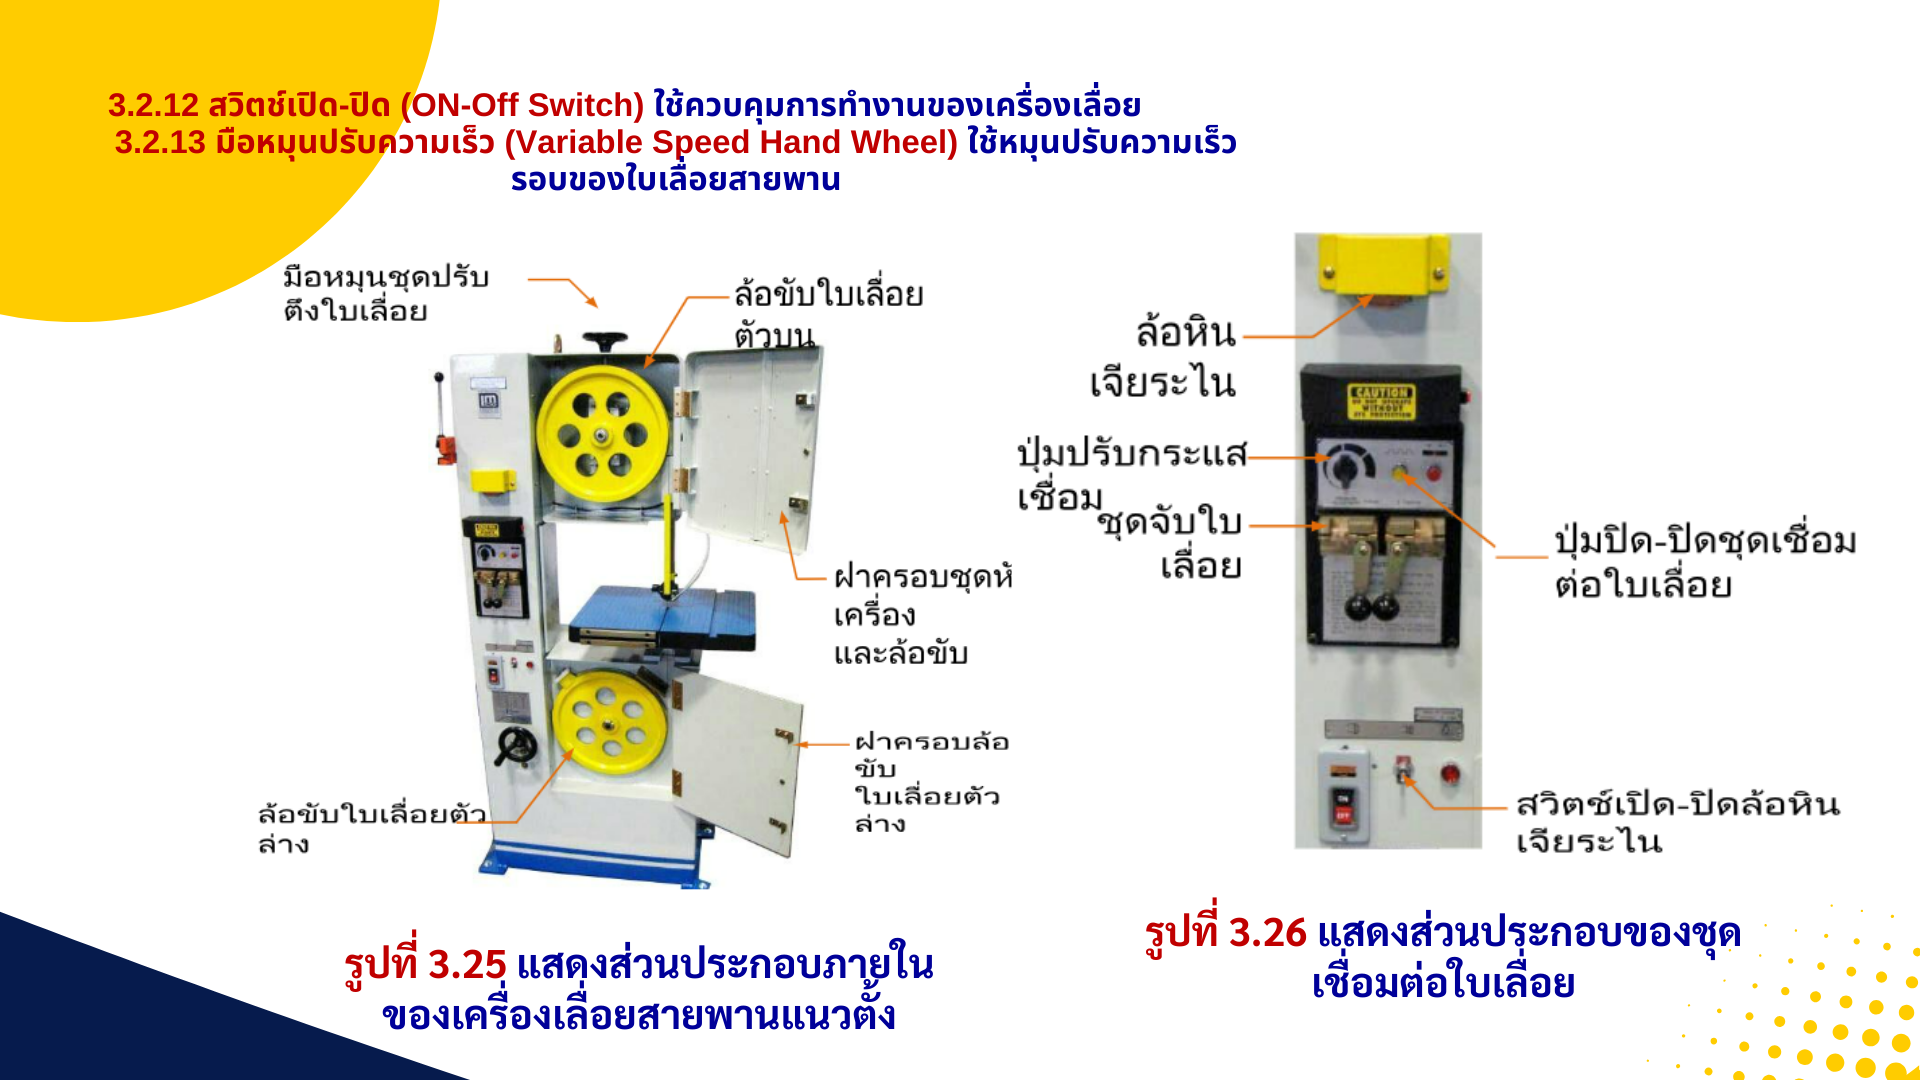 3.2.12 สวิตช์เปิด-ปิด (ON-Off Switch) ใช้ควบคุมการทำงานของเครื่องเลื่อย
3.2.13 มือหมุนปรับความเร็ว (Variable Speed Hand Wheel) ใช้หมุนปรับความเร็ว
รอบของใบเลื่อยสายพาน
มือหมุนชุดปรับ
ตึงใบเลื่อย
ล้อขับใบเลื่อย
ตัวบน
ฝาครอบชุดหั
เครื่อง
และล้อขับ
ฝาครอบล้อ
ขับ
ใบเลื่อยตัว
ล่าง
ล้อขับใบเลื่อยตัว
ล่าง
รูปที่ 3.25 แสดงส่วนประกอบภายใน
ของเครื่องเลื่อยสายพานแนวตั้ง
ล้อหิน
เจียระไน
CAUTION
WITHOUT
ปุ่มปรับกระแส
เชื่อม
ชุดจับใบ
เลื่อย
ปุ่มปิด-ปิดชุดเชื่อม
ต่อใบเลื่อย
ON
OFF
สวิตช์เปิด-ปิดล้อหิน
เจียระไน
รูปที่ 3.26 แสดงส่วนประกอบของชุด
เชื่อมต่อใบเลื่อย